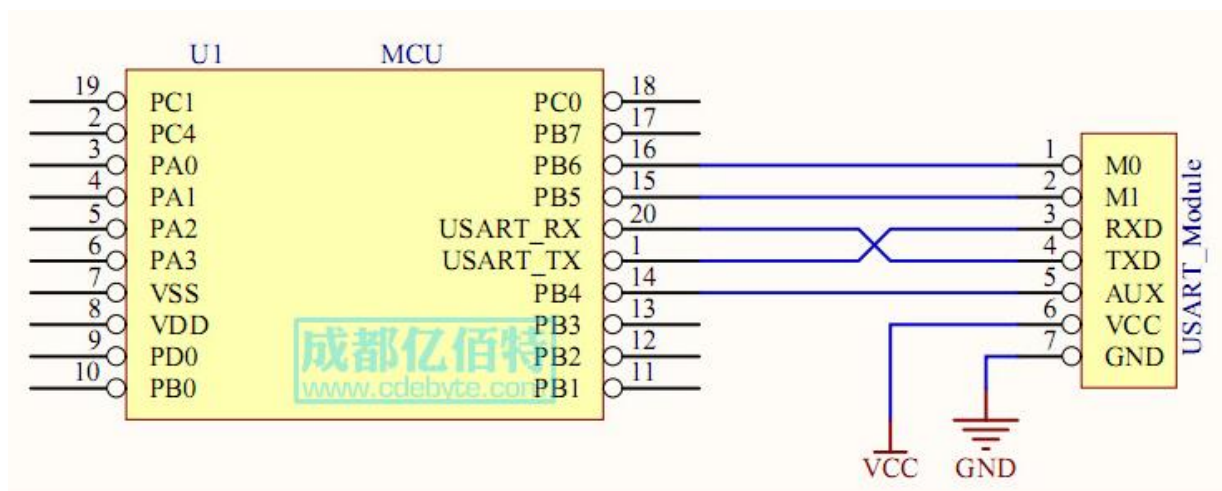 U1 MCU
19 PC1 PC0 18
2 PC4 PB7 17
3 PA0 PB6 16 1 M0
4 PA1 PB5 15 2 M1
5 PA2 USART_RX 20 3 RXD
6 PA3 USART_TX 1 4 TXD
7 VSS PB4 14 5 AUX
8 VDD PB3 13 6 VCC
9 PD0 PB2 12 7 GND
10 PB0 PB1 11
USART_Module
成都亿佰特
www.cdebyte.com
VCC GND